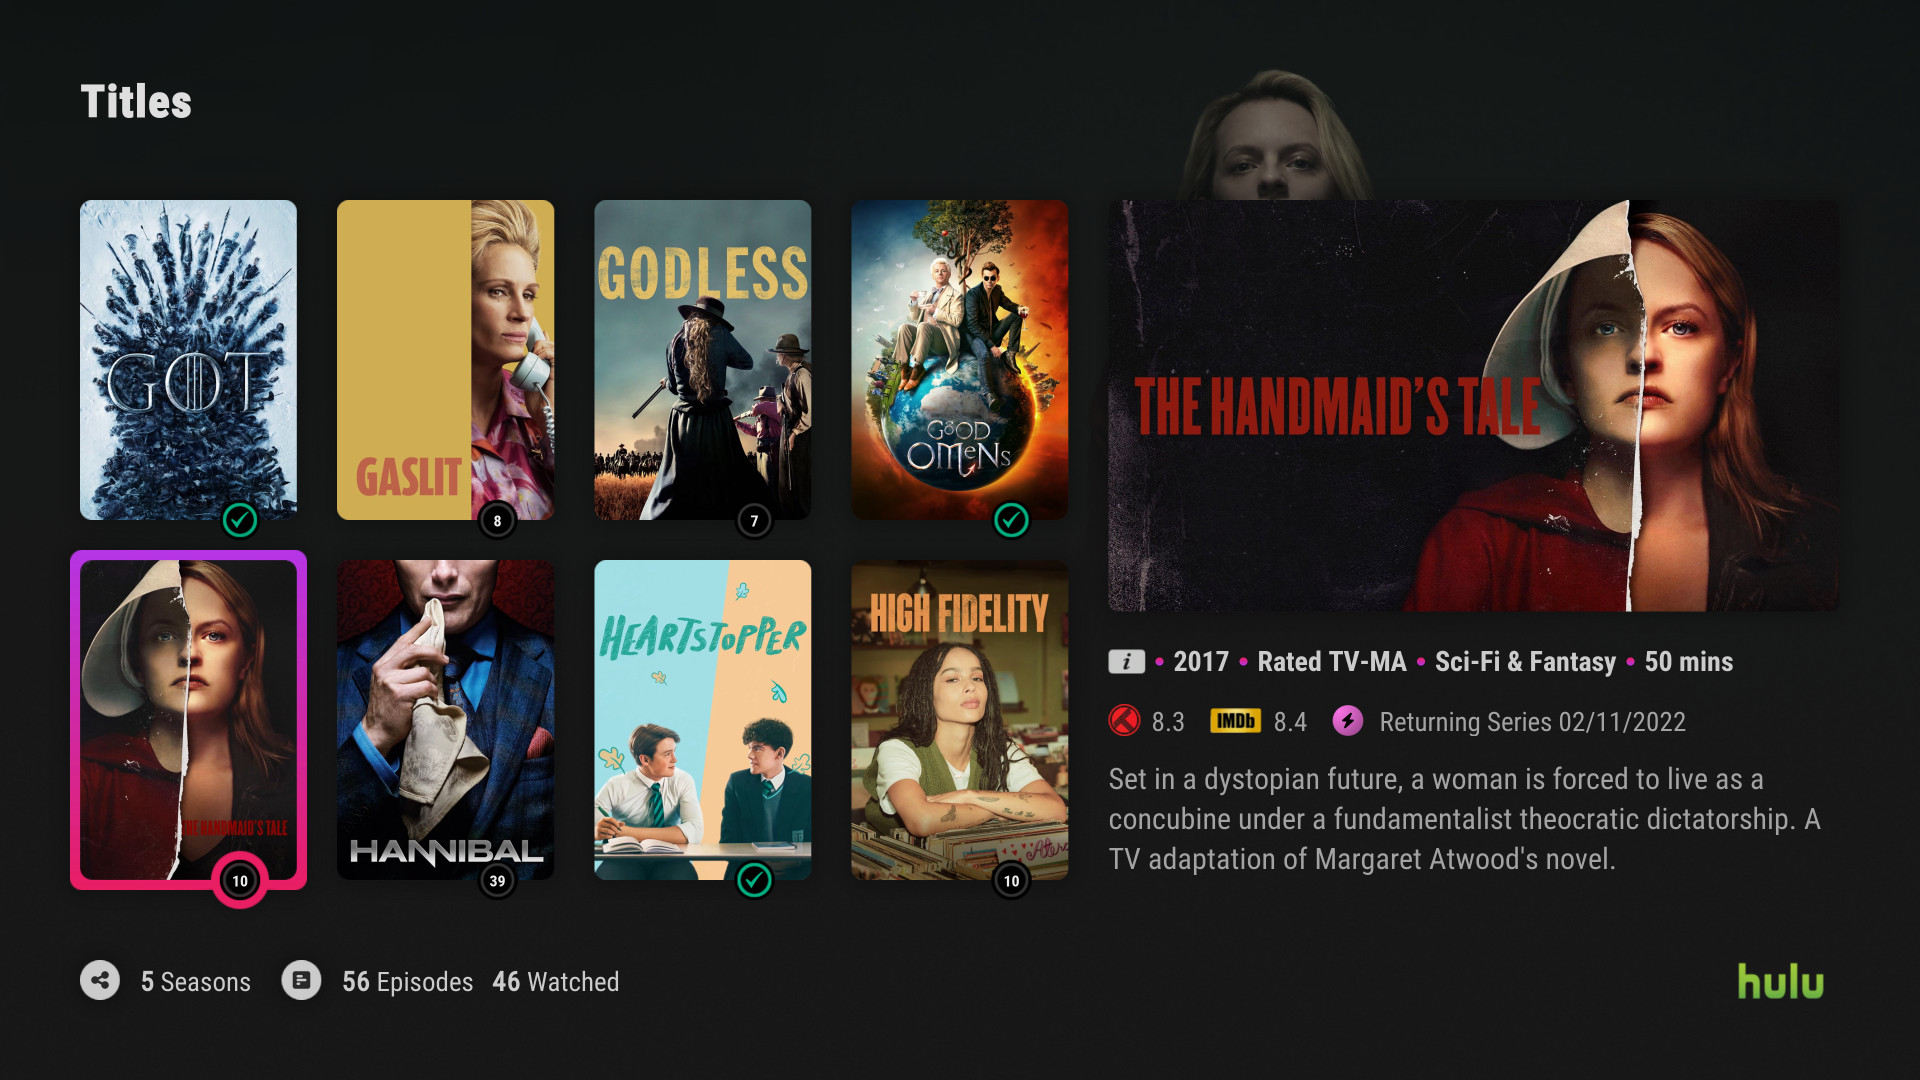 Titles
GOT
GASLIT
8
GODLESS
7
GOOD
OMENS
THE HANDMAID'S TALE
THE HANDMAID'S TALE
10
HANNIBAL
39
HEARTSTOPPER
HIGH FIDELITY
10
i • 2017 • Rated TV-MA • Sci-Fi & Fantasy • 50 mins
8.3 IMDb 8.4 Returning Series 02/11/2022
Set in a dystopian future, a woman is forced to live as a
concubine under a fundamentalist theocratic dictatorship. A
TV adaptation of Margaret Atwood's novel.
5 Seasons 56 Episodes 46 Watched
hulu